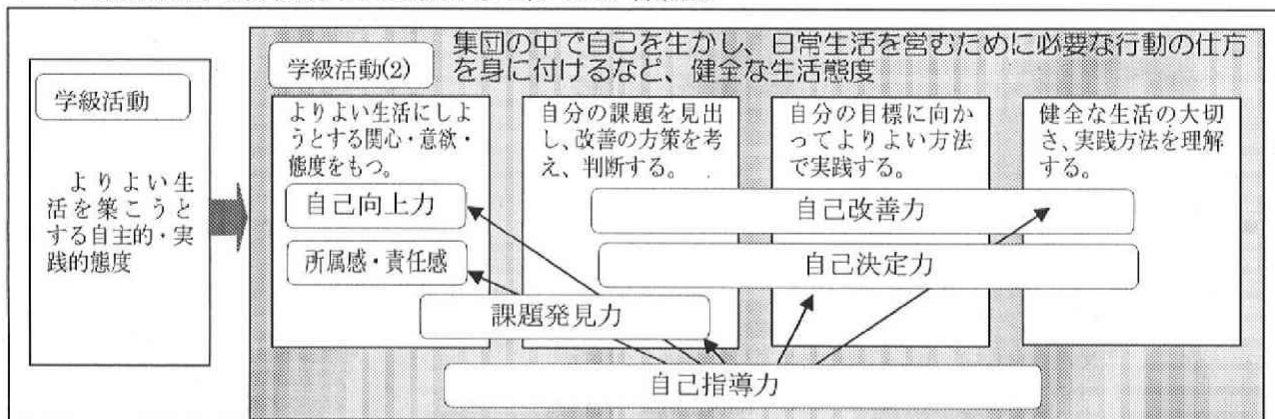 学級活動
よりよい生
活を築こうと
する自主的・実
践的態度
学級活動(2)
集団の中で自己を生かし、日常生活を営むために必要な行動の仕方
を身に付けるなど、健全な生活態度
よりよい生活にしよ
うとする関心・意欲・
態度をもつ。
自分の課題を見出
し、改善の方策を考
え、判断する。
自分の目標に向か
ってよりよい方法
で実践する。
健全な生活の大切
さ、実践方法を理解
する。
自己向上力
自己改善力
所属感・責任感
自己決定力
課題発見力
自己指導力